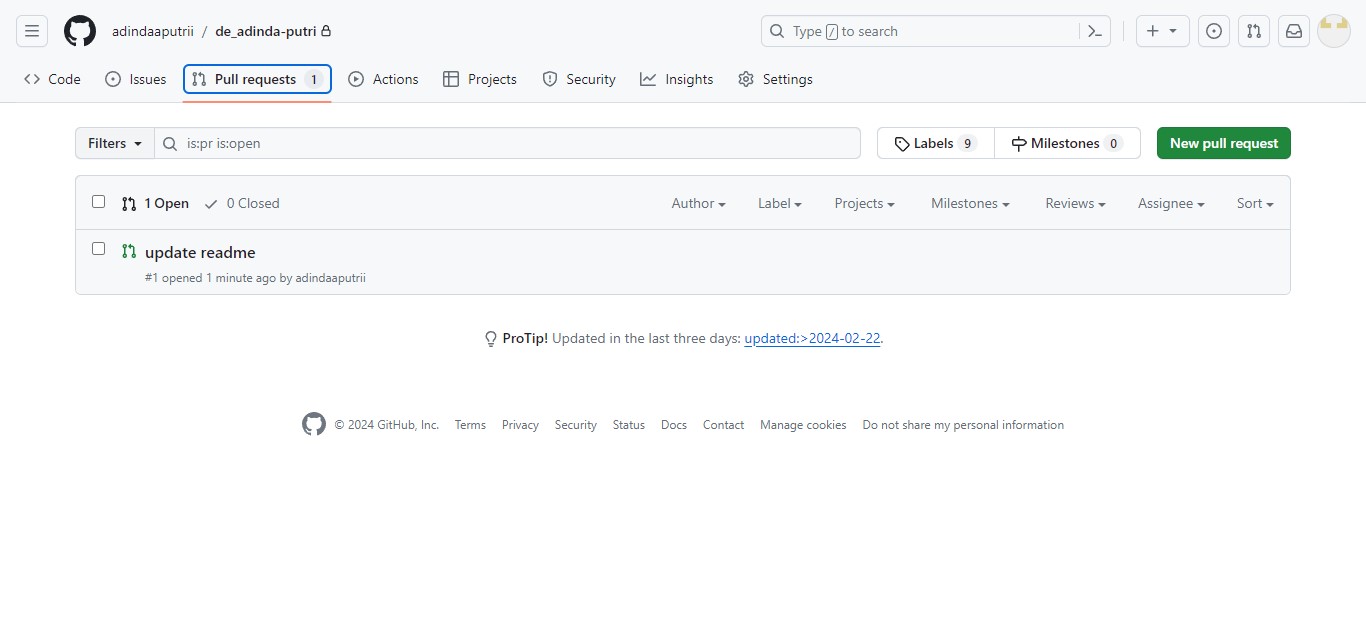 adindaaputrii / de_adinda-putri Type / to search
Code Issues Pull requests 1 Actions Projects Security Insights Settings
Filters is:pr is:open Labels 9 Milestones 0 New pull request
1 Open 0 Closed Author Label Projects Milestones Reviews Assignee Sort
update readme
#1 opened 1 minute ago by adindaaputrii
ProTip! Updated in the last three days: updated:>2024-02-22.
© 2024 GitHub, Inc. Terms Privacy Security Status Docs Contact Manage cookies Do not share my personal information